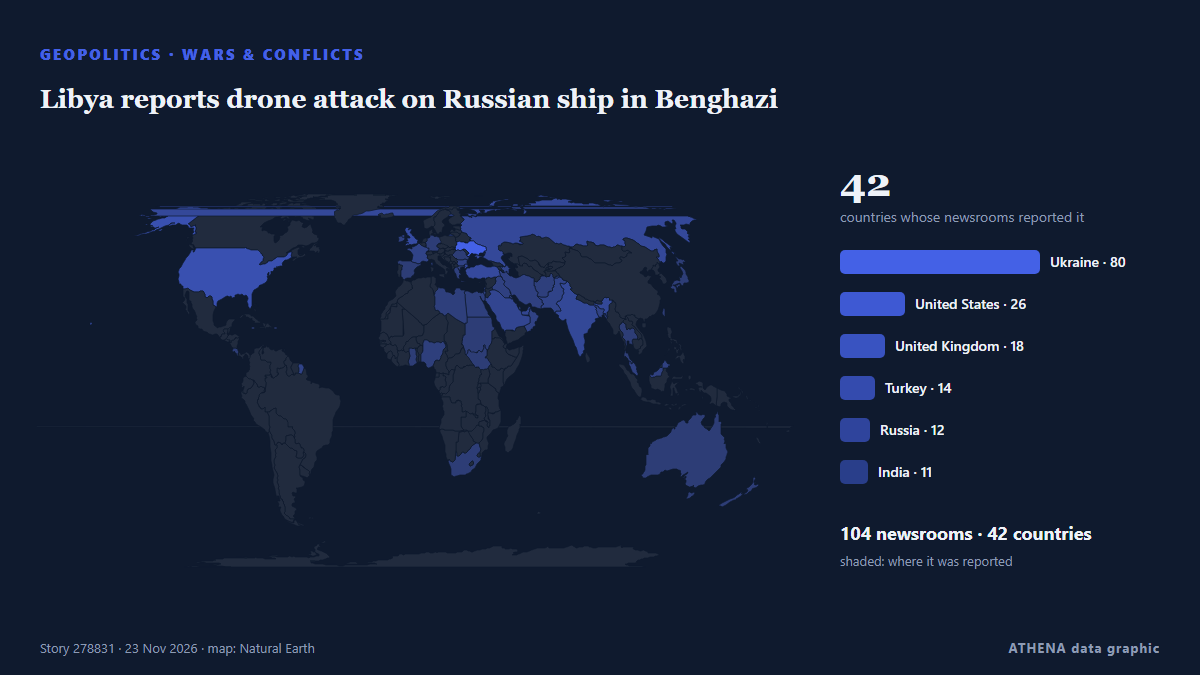 GEOPOLITICS · WARS & CONFLICTS
Libya reports drone attack on Russian ship in Benghazi
42
countries whose newsrooms reported it
Ukraine · 80
United States · 26
United Kingdom · 18
Turkey · 14
Russia · 12
India · 11
104 newsrooms · 42 countries
shaded: where it was reported
Story 278831 · 23 Nov 2026 · map: Natural Earth
ATHENA data graphic